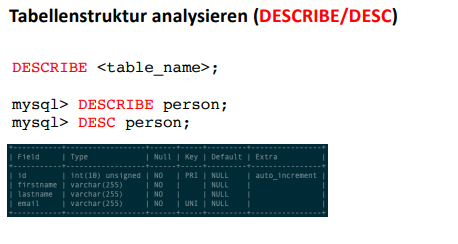 Tabellenstruktur analysieren (DESCRIBE/DESC)
DESCRIBE <table_name>;
mysql> DESCRIBE person;
mysql> DESC person;
+-----------+------------------+------+-----+---------+----------------+
| Field | Type | Null | Key | Default | Extra |
+-----------+------------------+------+-----+---------+----------------+
| id | int(10) unsigned | NO | PRI | NULL | auto_increment |
| firstname | varchar(255) | NO | | NULL | |
| lastname | varchar(255) | NO | | NULL | |
| email | varchar(255) | NO | UNI | NULL | |
+-----------+------------------+------+-----+---------+----------------+